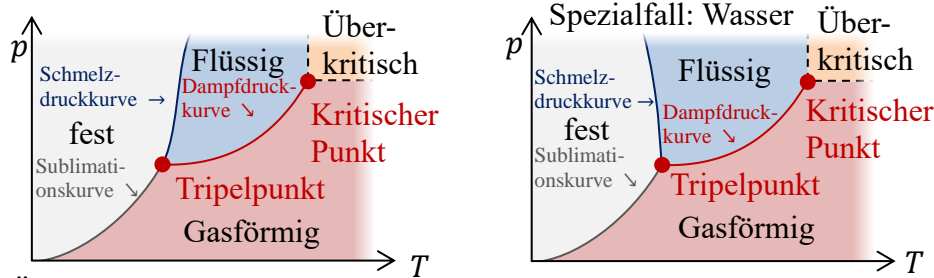 p
Über-
kritisch
Flüssig
Schmelz-
druckkurve →
Dampfdruck-
kurve ↘
fest
Kritischer
Punkt
Sublimati-
onskurve ↘
Tripelpunkt
Gasförmig
T
Spezialfall: Wasser
p
Über-
kritisch
Flüssig
Schmelz-
druckkurve →
Dampfdruck-
kurve ↘
fest
Kritischer
Punkt
Sublimati-
onskurve ↘
Tripelpunkt
Gasförmig
T